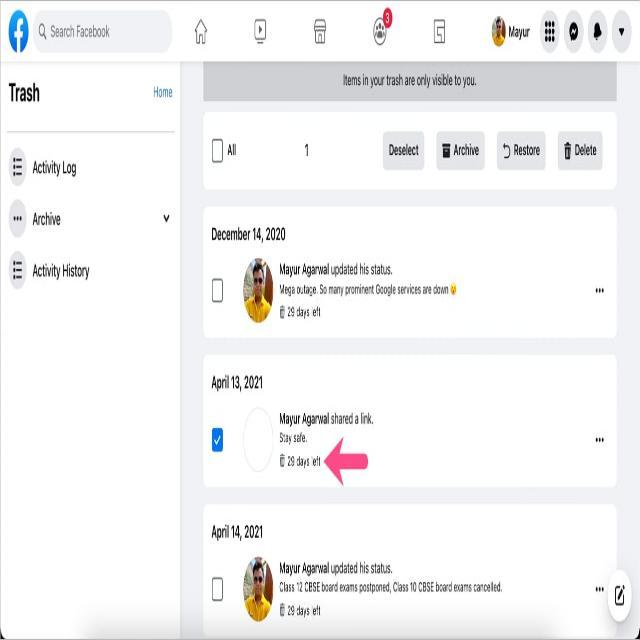 Search Facebook
3
Mayur
Trash
Home
Activity Log
Archive
Activity History
Items in your trash are only visible to you.
All
1
Deselect
Archive
Restore
Delete
December 14, 2020
Mayur Agarwal updated his status.
Mega outage. So many prominent Google services are down 😟
29 days left
April 13, 2021
Mayur Agarwal shared a link.
Stay safe.
29 days left
April 14, 2021
Mayur Agarwal updated his status.
Class 12 CBSE board exams postponed, Class 10 CBSE board exams cancelled.
29 days left